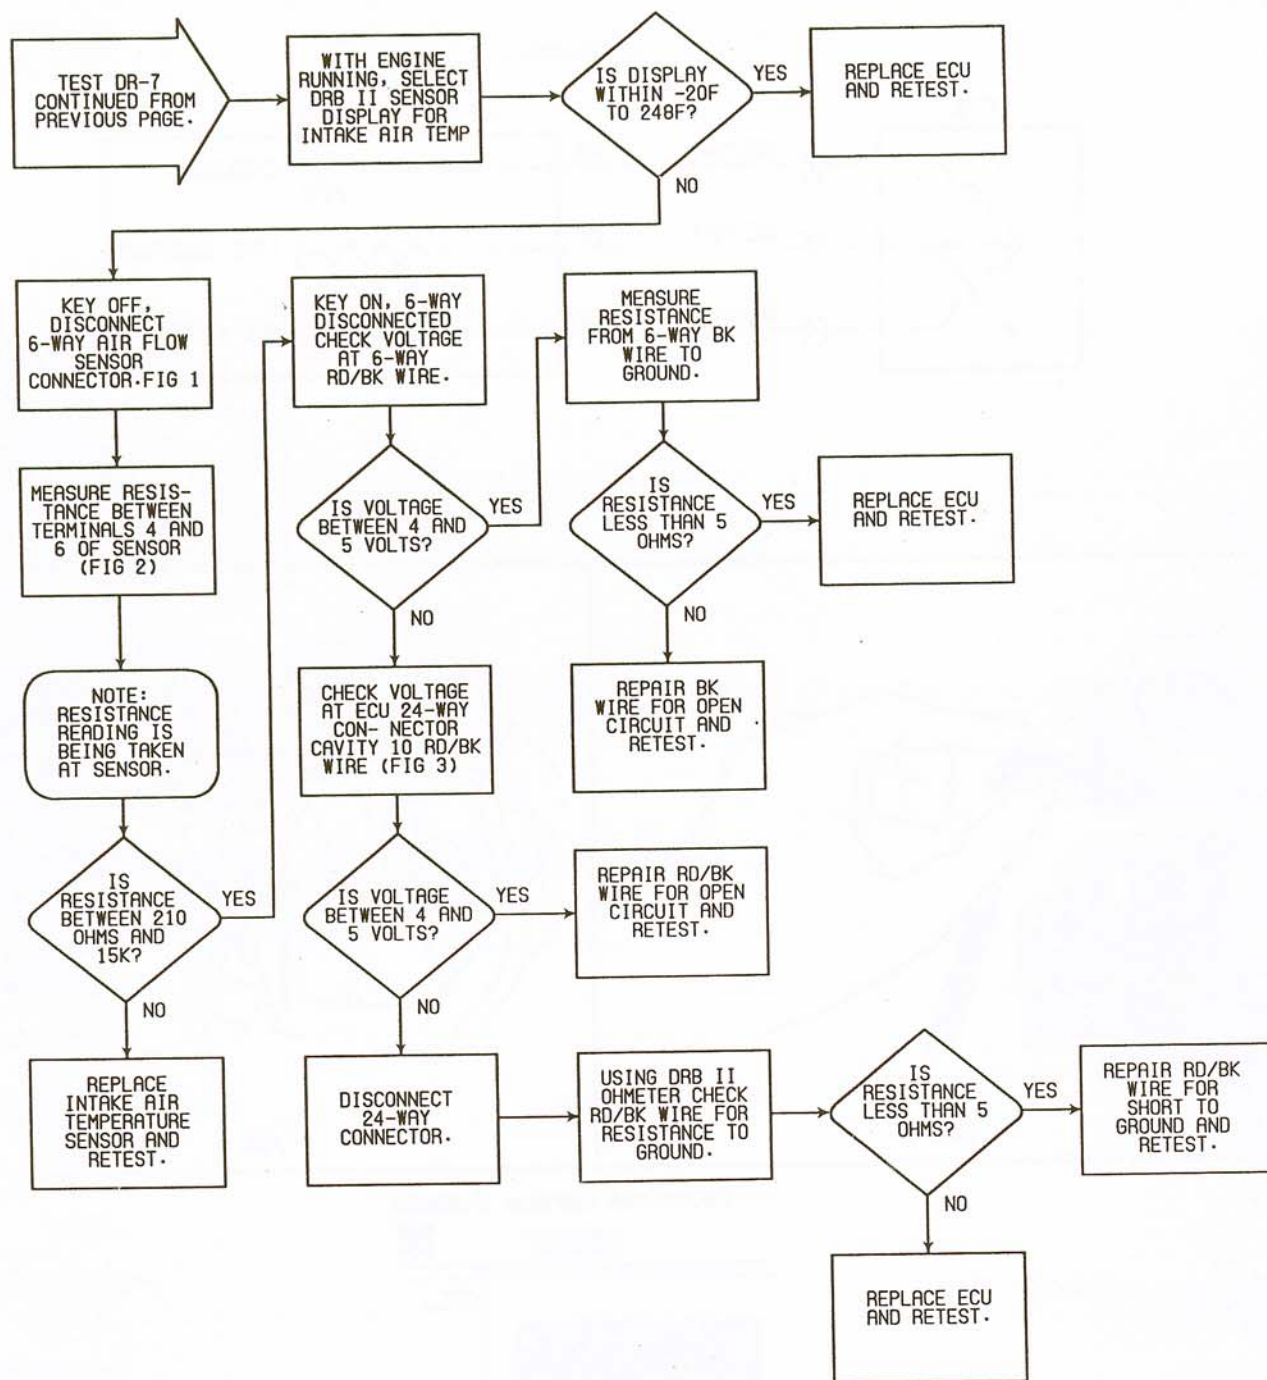 TEST DR-7
CONTINUED FROM
PREVIOUS PAGE.
WITH ENGINE
RUNNING, SELECT
DRB II SENSOR
DISPLAY FOR
INTAKE AIR TEMP
IS DISPLAY
WITHIN -20F
TO 248F?
YES
REPLACE ECU
AND RETEST.
NO
KEY OFF,
DISCONNECT
6-WAY AIR FLOW
SENSOR
CONNECTOR.FIG 1
MEASURE RESIS-
TANCE BETWEEN
TERMINALS 4 AND
6 OF SENSOR
(FIG 2)
NOTE:
RESISTANCE
READING IS
BEING TAKEN
AT SENSOR.
IS
RESISTANCE
BETWEEN 210
OHMS AND
15K?
YES
NO
REPLACE
INTAKE AIR
TEMPERATURE
SENSOR AND
RETEST.
KEY ON, 6-WAY
DISCONNECTED
CHECK VOLTAGE
AT 6-WAY
RD/BK WIRE.
IS VOLTAGE
BETWEEN 4 AND
5 VOLTS?
YES
NO
MEASURE
RESISTANCE
FROM 6-WAY BK
WIRE TO
GROUND.
IS
RESISTANCE
LESS THAN 5
OHMS?
YES
REPLACE ECU
AND RETEST.
NO
REPAIR BK
WIRE FOR OPEN
CIRCUIT AND
RETEST.
CHECK VOLTAGE
AT ECU 24-WAY
CON- NECTOR
CAVITY 10 RD/BK
WIRE (FIG 3)
IS VOLTAGE
BETWEEN 4 AND
5 VOLTS?
YES
REPAIR RD/BK
WIRE FOR OPEN
CIRCUIT AND
RETEST.
NO
DISCONNECT
24-WAY
CONNECTOR.
USING DRB II
OHMETER CHECK
RD/BK WIRE FOR
RESISTANCE TO
GROUND.
IS
RESISTANCE
LESS THAN 5
OHMS?
YES
REPAIR RD/BK
WIRE FOR
SHORT TO
GROUND AND
RETEST.
NO
REPLACE ECU
AND RETEST.